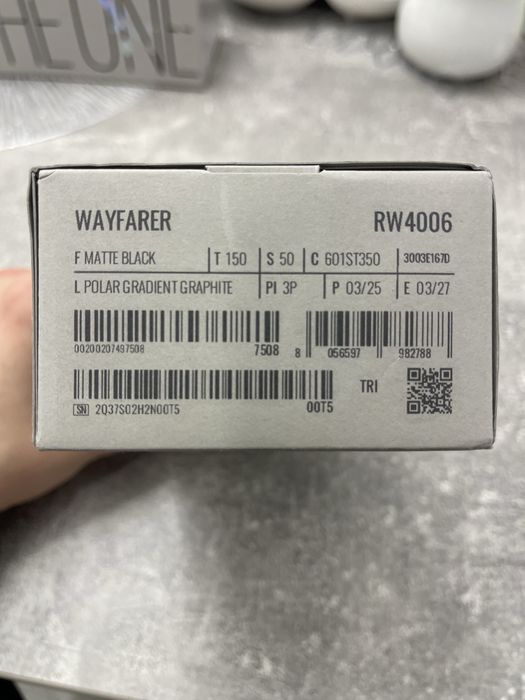 HEONE
WAYFARER RW4006
F MATTE BLACK T 150 S 50 C 601ST350 3003E167D
L POLAR GRADIENT GRAPHITE PI 3P P 03/25 E 03/27
00200207497508 7508 8 056597 982788
TRI
SN 2Q37S02H2N00T5 00T5